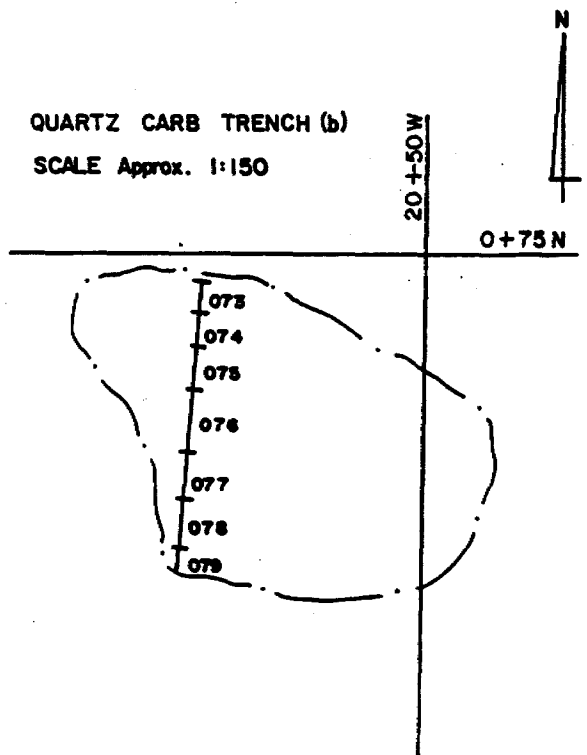 N
QUARTZ CARB TRENCH (b)
SCALE Approx. 1:150
20+50W
0+75N
073
074
075
076
077
078
079